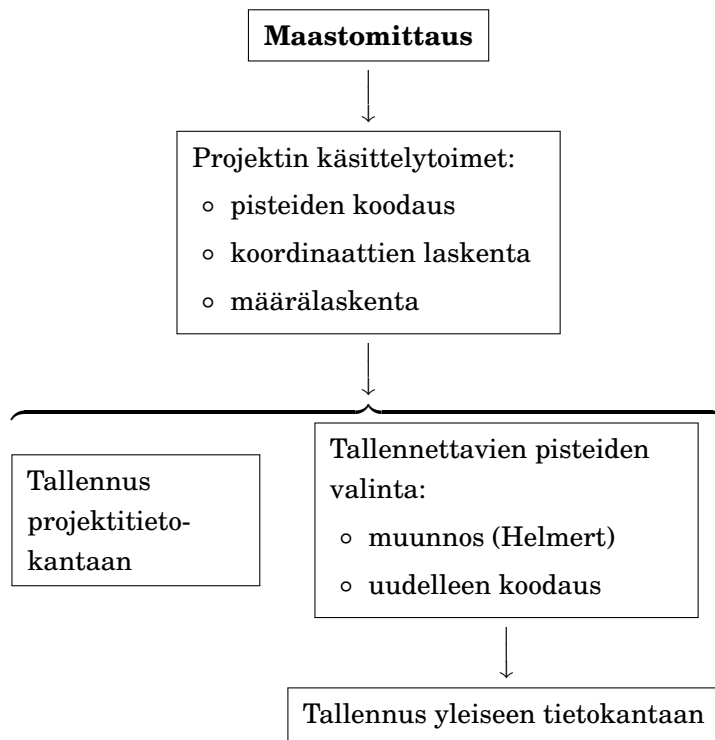 Maastomittaus
Projektin käsittelytoimet:
◦ pisteiden koodaus
◦ koordinaattien laskenta
◦ määrälaskenta
Tallennus
projektitieto-
kantaan
Tallennettavien pisteiden
valinta:
◦ muunnos (Helmert)
◦ uudelleen koodaus
Tallennus yleiseen tietokantaan